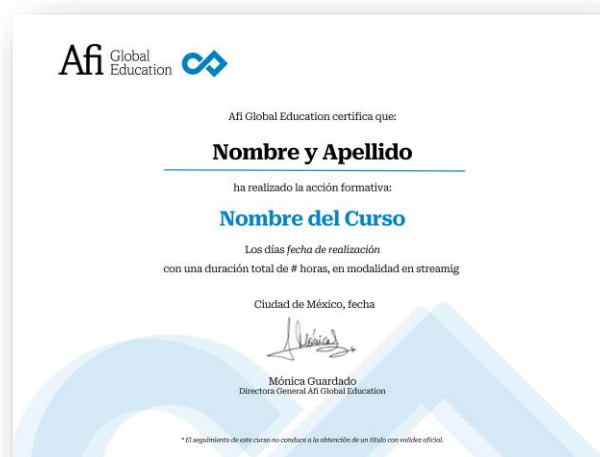 Afi Global
Education
Afi Global Education certifica que:
Nombre y Apellido
ha realizado la acción formativa:
Nombre del Curso
Los días fecha de realización
con una duración total de # horas, en modalidad en streamig
Ciudad de México, fecha
Mónica
Mónica Guardado
Directora General Afi Global Education
* El seguimiento de este curso no conduce a la obtención de un título con validez oficial.